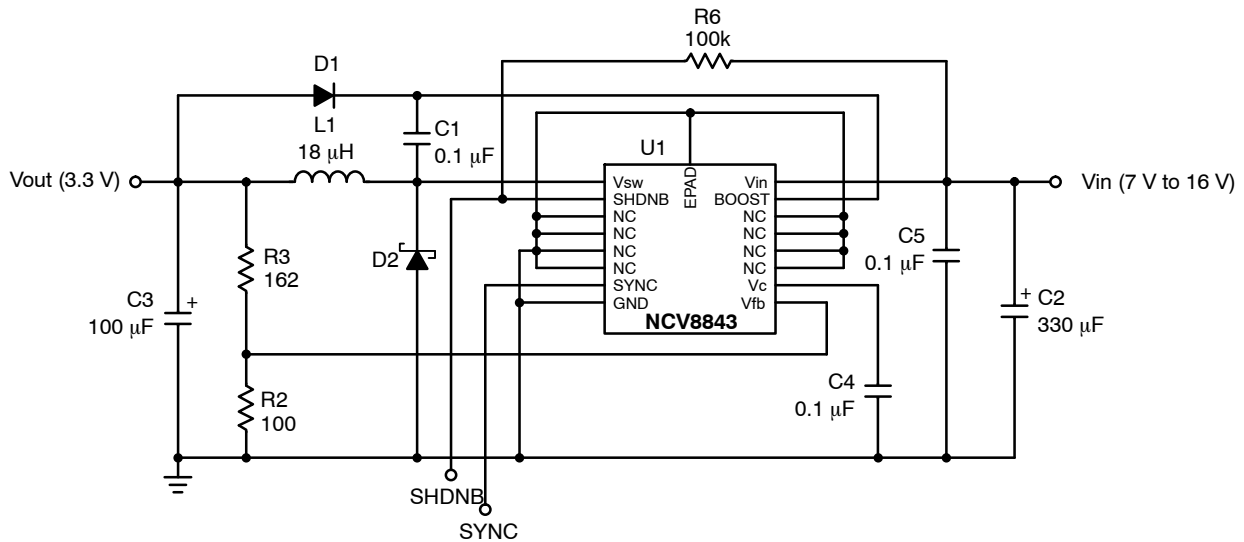 R6
100k
D1
L1
18 μH
C1
0.1 μF
U1
Vout (3.3 V)
Vin (7 V to 16 V)
Vsw
SHDNB
NC
NC
NC
NC
SYNC
GND
EPAD
Vin
BOOST
NC
NC
NC
NC
Vc
Vfb
NCV8843
R3
162
D2
C3
+
100 μF
R2
100
C5
0.1 μF
+
C2
330 μF
C4
0.1 μF
SHDNB
SYNC